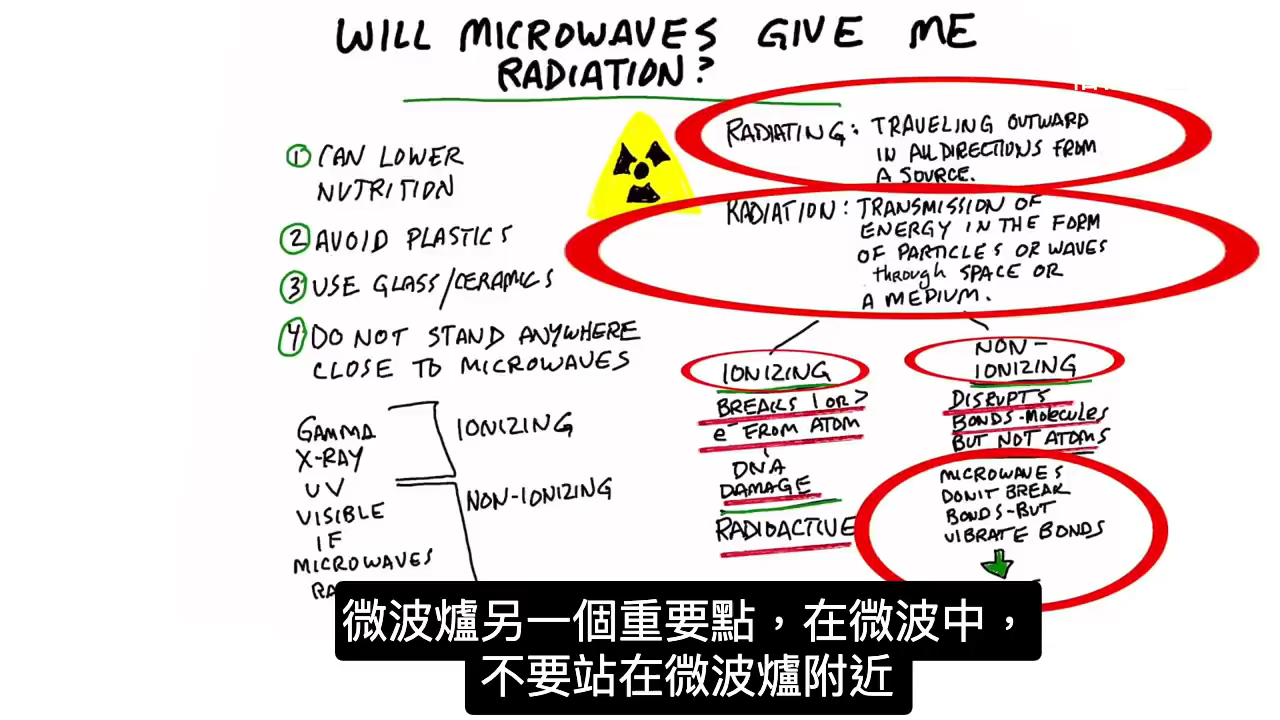 WILL MICROWAVES GIVE ME
RADIATION?
① CAN LOWER
NUTRITION
② AVOID PLASTICS
③ USE GLASS/CERAMICS
④ DO NOT STAND ANYWHERE
CLOSE TO MICROWAVES
GAMMA
X-RAY
UV
VISIBLE
IF
MICROWAVES
IONIZING
NON-IONIZING
RADIATING: TRAVELING OUTWARD
IN ALL DIRECTIONS FROM
A SOURCE.
RADIATION: TRANSMISSION OF
ENERGY IN THE FORM
OF PARTICLES OR WAVES
through SPACE OR
A MEDIUM.
IONIZING
BREAKS 1 OR >
e⁻ FROM ATOM
DNA
DAMAGE
RADIOACTIVE
NON-
IONIZING
DISRUPTS
BONDS-MOLECULES
BUT NOT ATOMS
MICROWAVES
DON'T BREAK
BONDS-BUT
VIBRATE BONDS
微波爐另一個重要點，在微波中，
不要站在微波爐附近